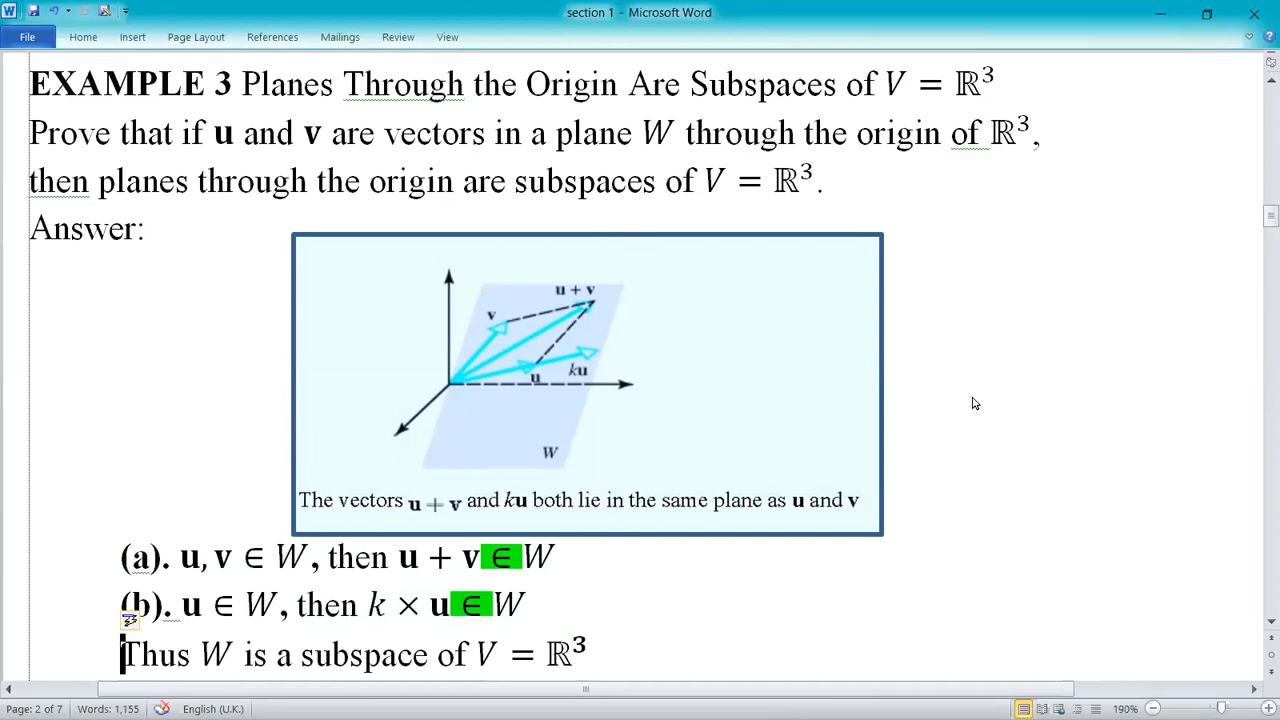 section 1 - Microsoft Word
File Home Insert Page Layout References Mailings Review View
EXAMPLE 3 Planes Through the Origin Are Subspaces of V = ℝ³
Prove that if u and v are vectors in a plane W through the origin of ℝ³,
then planes through the origin are subspaces of V = ℝ³.
Answer:
u + v
v
ku
u
W
The vectors u + v and ku both lie in the same plane as u and v
(a). u, v ∈ W, then u + v ∈ W
(b). u ∈ W, then k × u ∈ W
Thus W is a subspace of V = ℝ³
Page: 2 of 7 Words: 1,155 English (U.K.) 190%